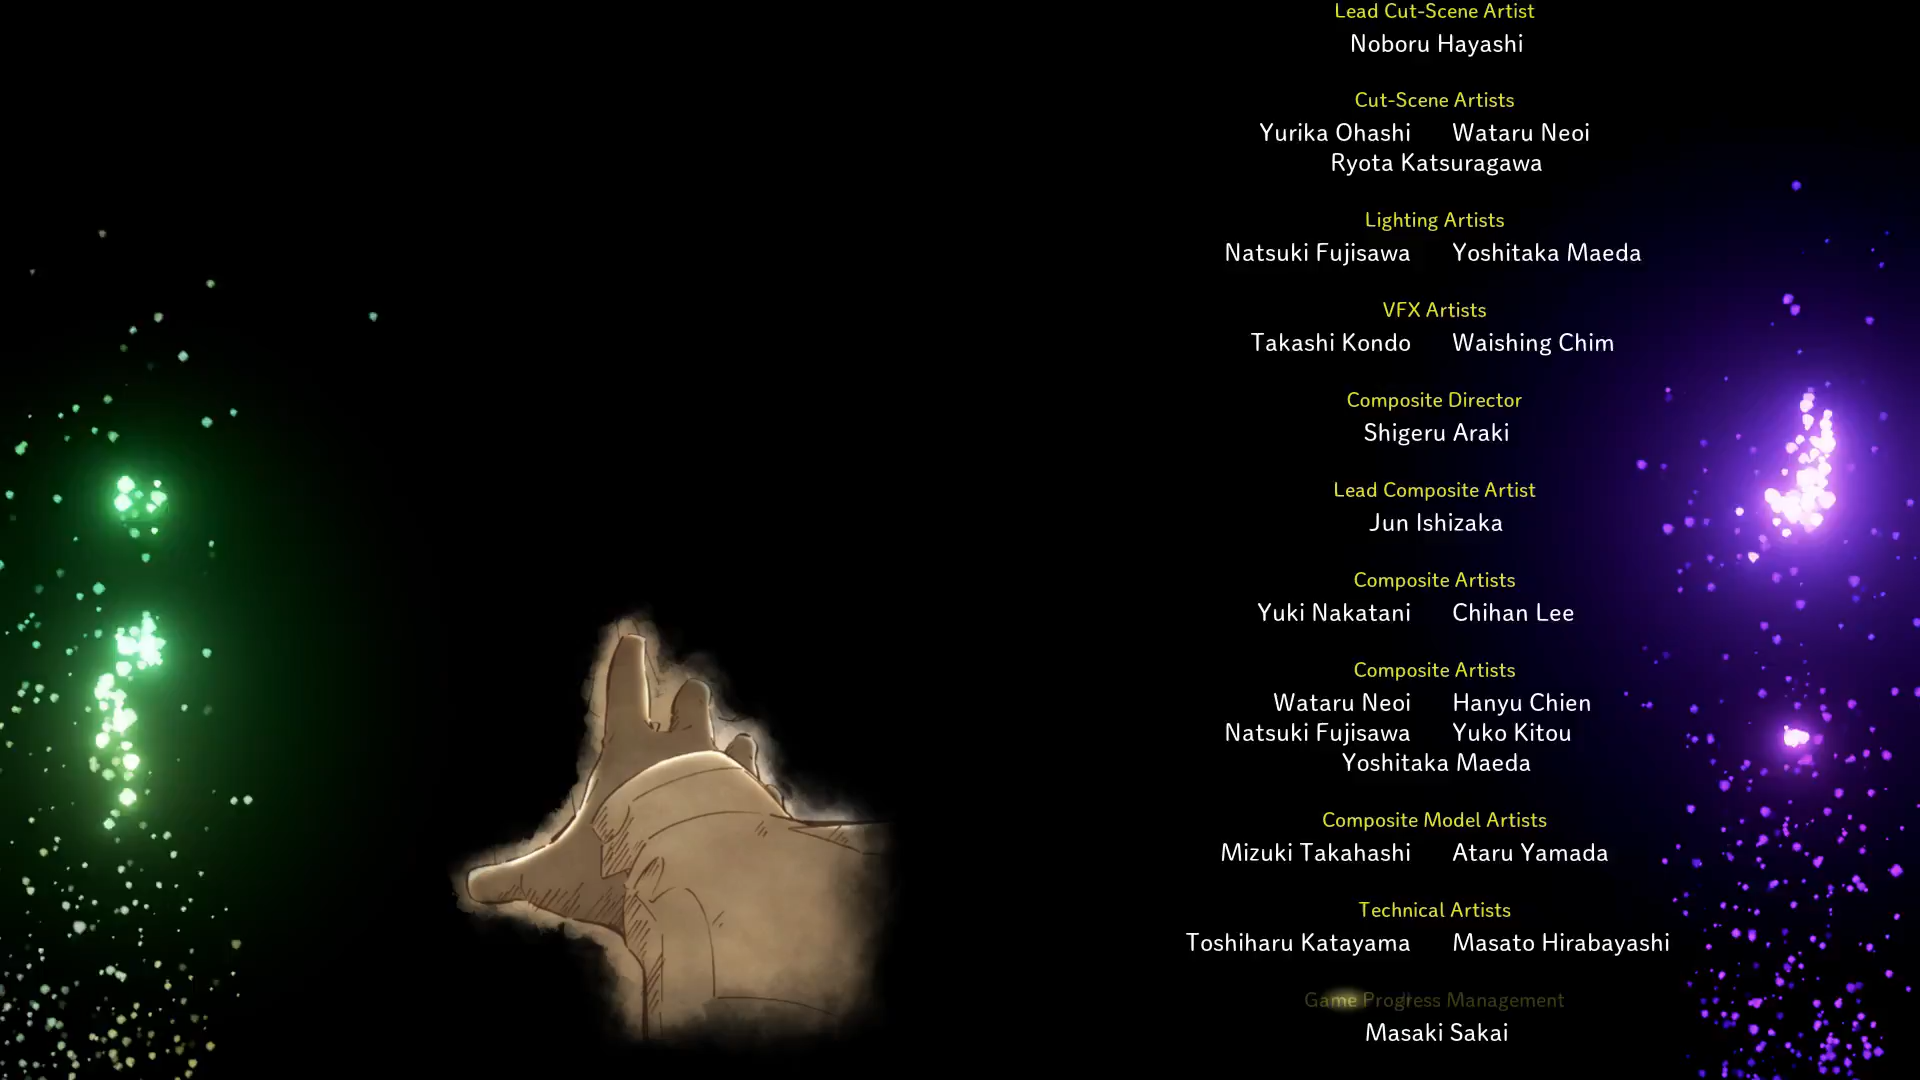 Lead Cut-Scene Artist
Noboru Hayashi
Cut-Scene Artists
Yurika Ohashi Wataru Neoi
Ryota Katsuragawa
Lighting Artists
Natsuki Fujisawa Yoshitaka Maeda
VFX Artists
Takashi Kondo Waishing Chim
Composite Director
Shigeru Araki
Lead Composite Artist
Jun Ishizaka
Composite Artists
Yuki Nakatani Chihan Lee
Composite Artists
Wataru Neoi Hanyu Chien
Natsuki Fujisawa Yuko Kitou
Yoshitaka Maeda
Composite Model Artists
Mizuki Takahashi Ataru Yamada
Technical Artists
Toshiharu Katayama Masato Hirabayashi
Game Progress Management
Masaki Sakai